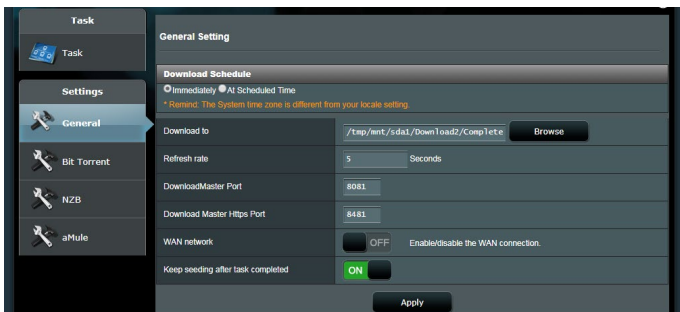 Task
Task
Settings
General
Bit Torrent
NZB
aMule
General Setting
Download Schedule
Immediately At Scheduled Time
* Remind: The System time zone is different from your locale setting.
Download to /tmp/mnt/sda1/Download2/Complete Browse
Refresh rate 5 Seconds
DownloadMaster Port 8081
Download Master Https Port 8481
WAN network OFF Enable/disable the WAN connection.
Keep seeding after task completed ON
Apply